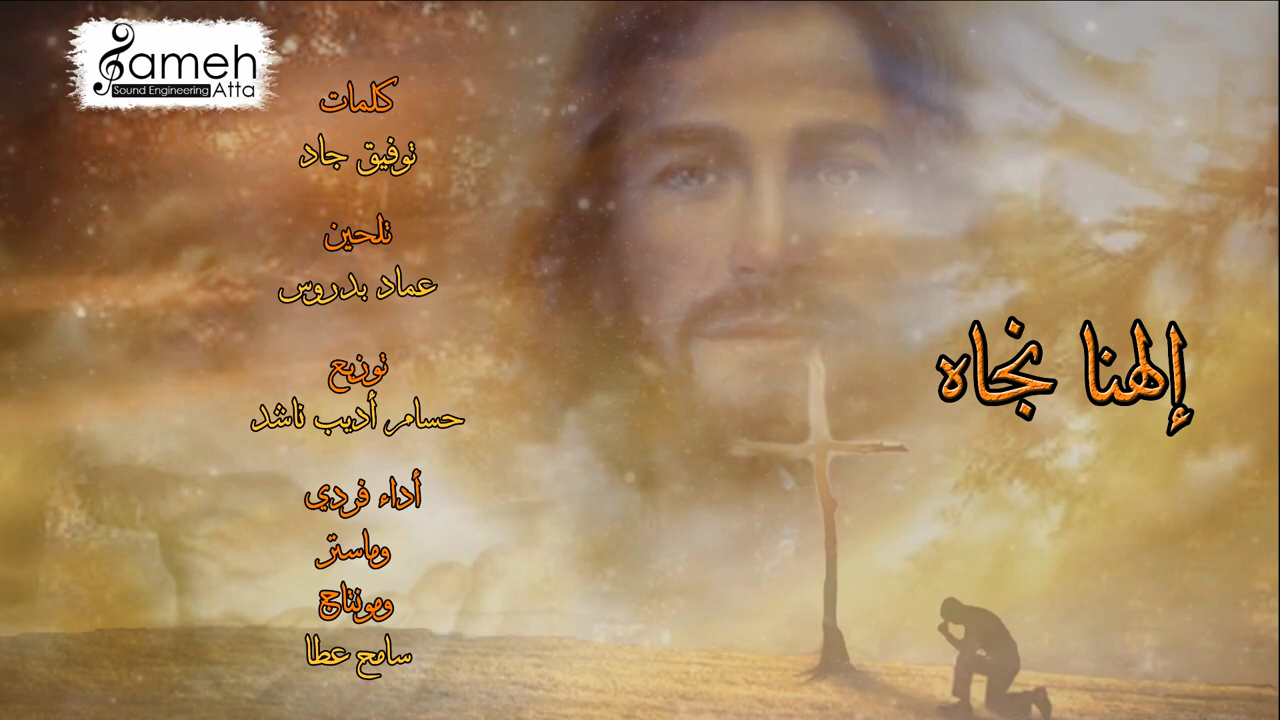 Sameh
Sound Engineering Atta
كلمات
توفيق جاد
تلحين
عماد بدروس
توزيع
حسام أديب ناشد
أداء فردي
وماستر
ومونتاج
سامح عطا
إلهنا نجاه